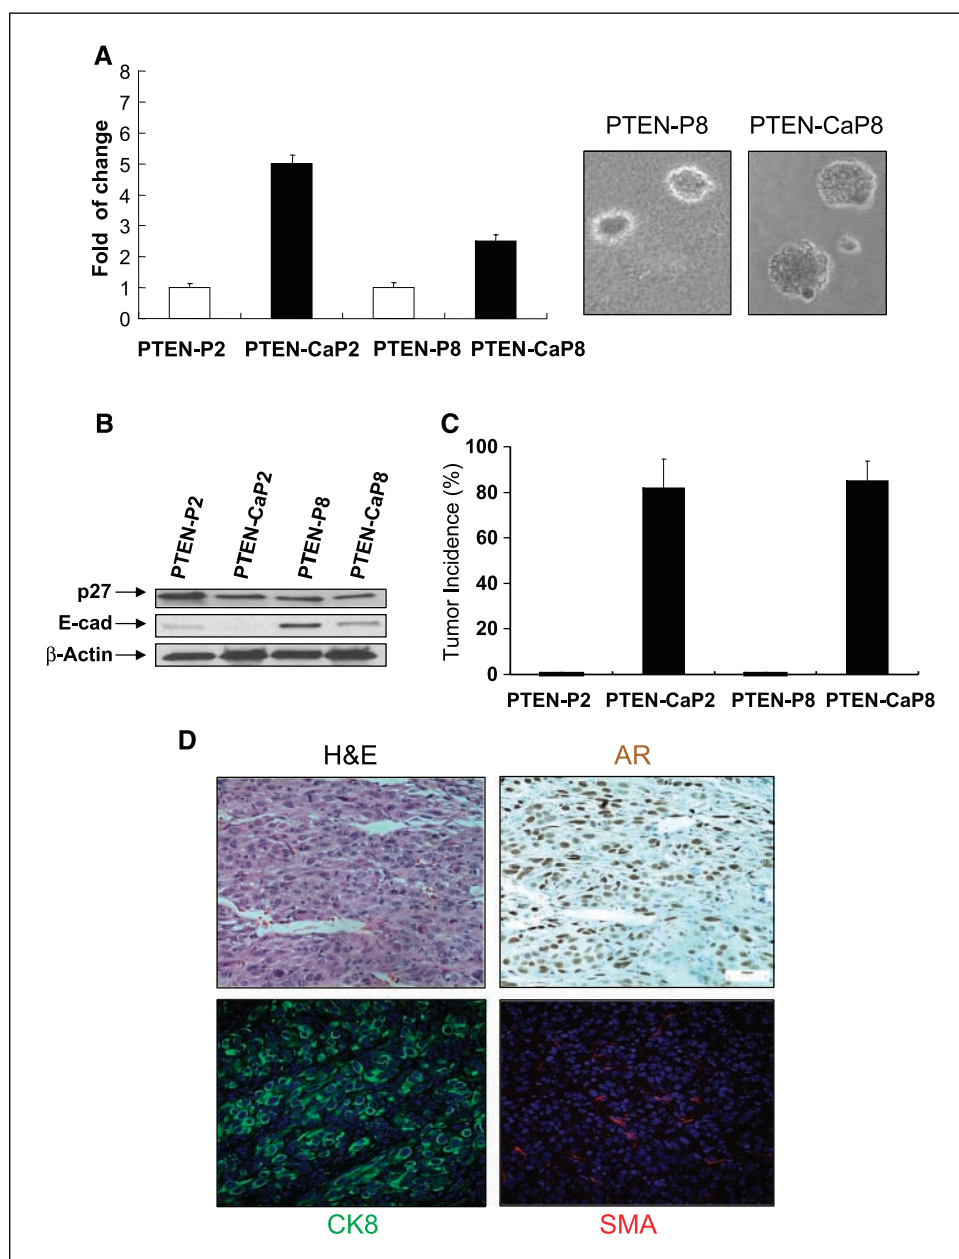 A
8
7
6
5
4
3
2
1
0
Fold of change
PTEN-P2 PTEN-CaP2 PTEN-P8 PTEN-CaP8
PTEN-P8 PTEN-CaP8
B
PTEN-P2 PTEN-CaP2 PTEN-P8 PTEN-CaP8
p27
E-cad
β-Actin
C
100
80
60
40
20
0
Tumor Incidence (%)
PTEN-P2 PTEN-CaP2 PTEN-P8 PTEN-CaP8
D
H&E AR
CK8 SMA